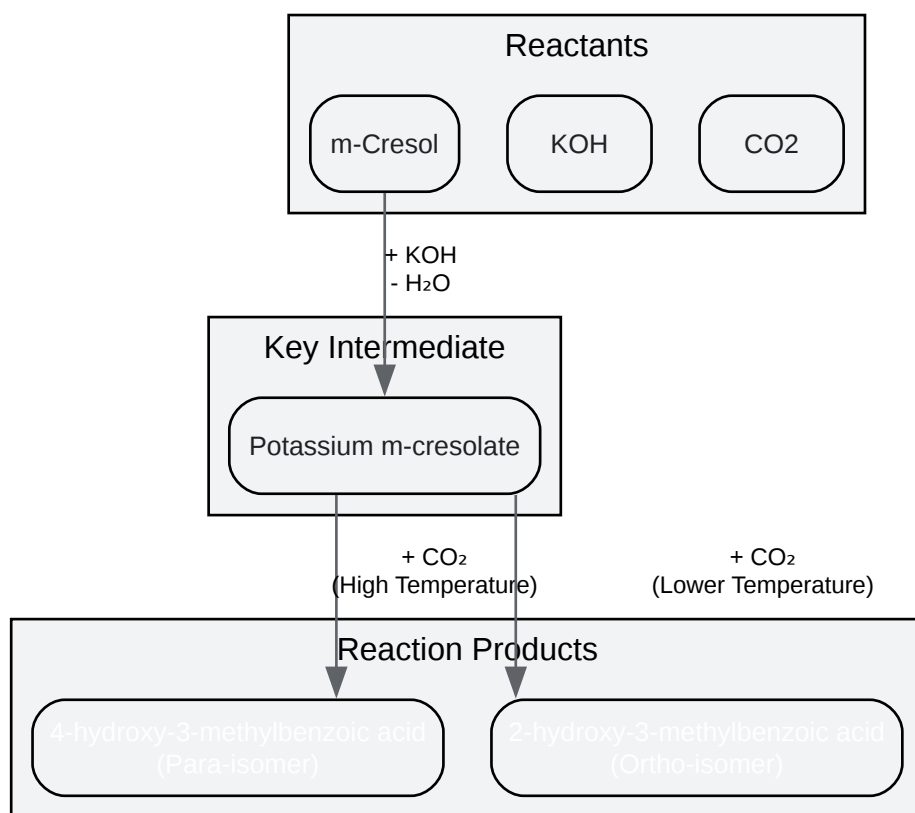 Reactants
m-Cresol
KOH
CO2
+ KOH
- H₂O
Key Intermediate
Potassium m-cresolate
+ CO₂
(High Temperature)
+ CO₂
(Lower Temperature)
Reaction Products
4-hydroxy-3-methylbenzoic acid
(Para-isomer)
2-hydroxy-3-methylbenzoic acid
(Ortho-isomer)